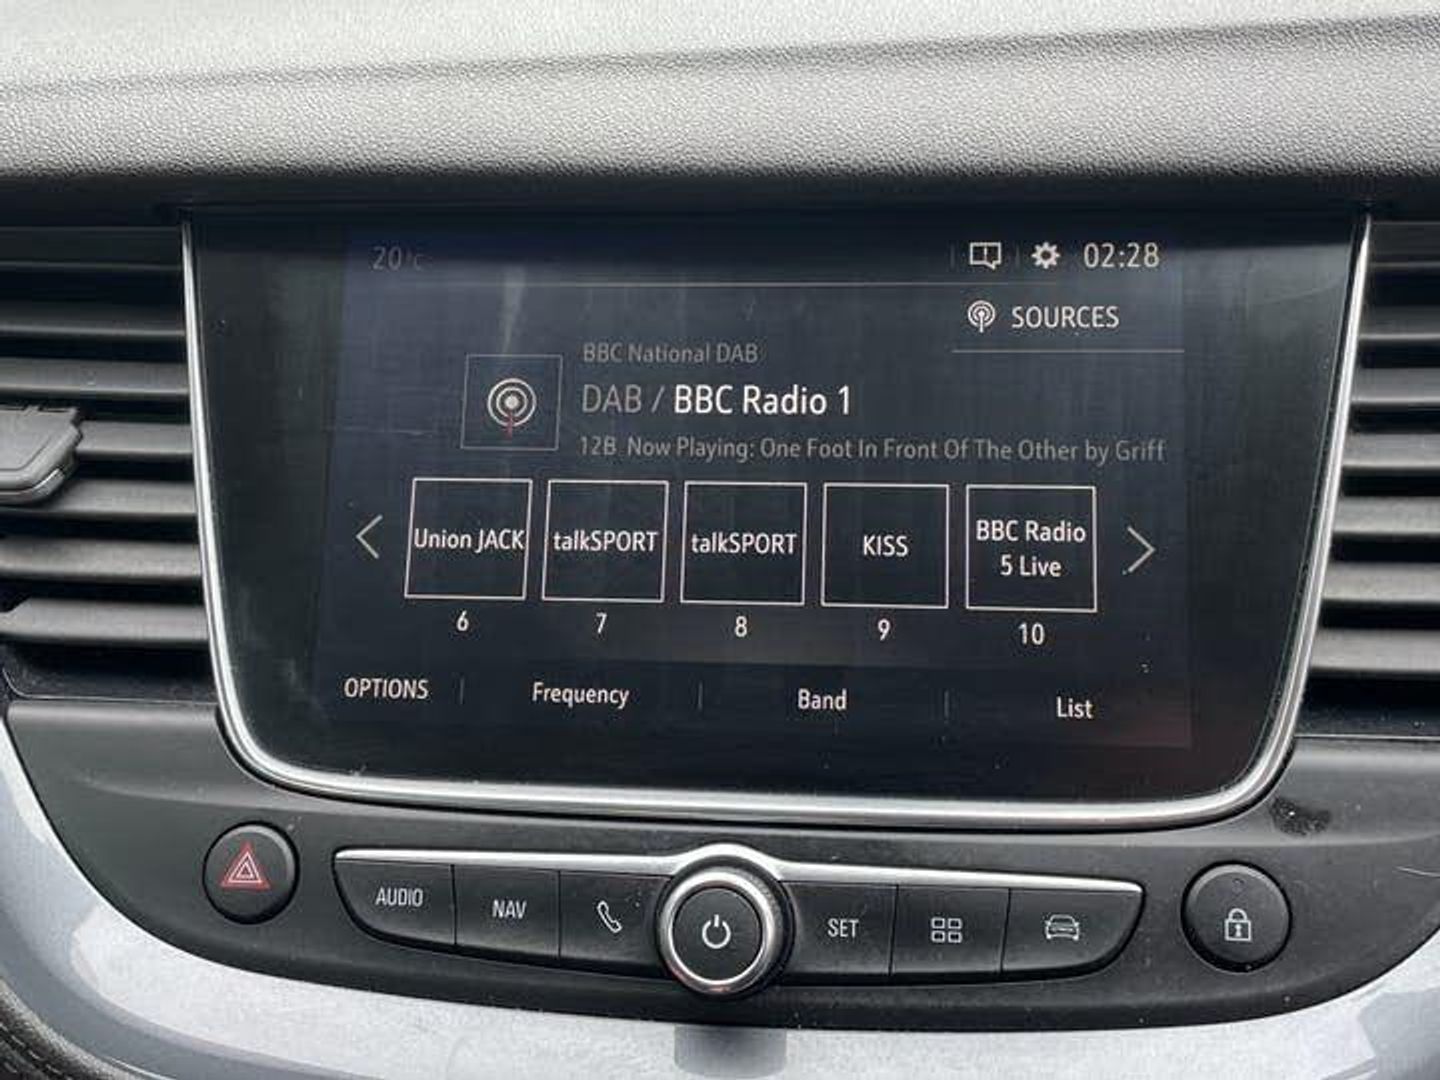 20°C
02:28
SOURCES
BBC National DAB
DAB / BBC Radio 1
12B Now Playing: One Foot In Front Of The Other by Griff
Union JACK
talkSPORT
talkSPORT
KISS
BBC Radio
5 Live
6
7
8
9
10
OPTIONS
Frequency
Band
List
AUDIO
NAV
SET